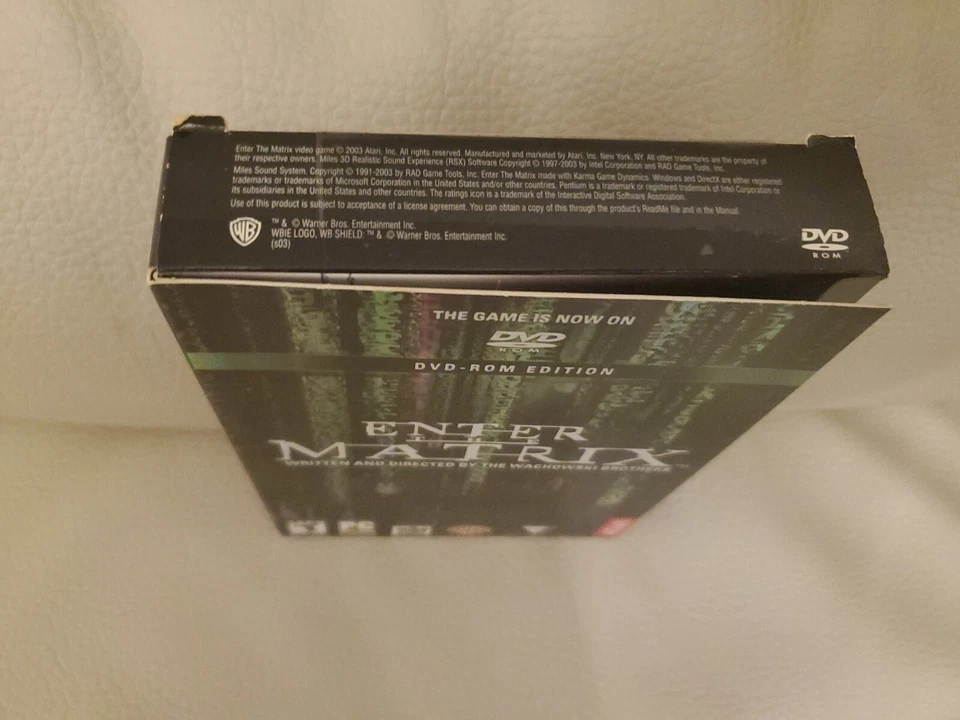 Enter The Matrix video game © 2003 Atari, Inc. All rights reserved. Manufactured and marketed by Atari, Inc. New York, NY. All other trademarks are the property of
their respective owners. Miles 3D Realistic Sound Experience (RSX) Software Copyright © 1997-2003 by Intel Corporation and RAD Game Tools, Inc.
Miles Sound System. Copyright © 1991-2003 by RAD Game Tools, Inc. Enter The Matrix made with Karma Game Dynamics. Windows and DirectX are either registered
trademarks or trademarks of Microsoft Corporation in the United States and/or other countries. Pentium is a trademark or registered trademark of Intel Corporation or
its subsidiaries in the United States and other countries. The ratings icon is a trademark of the Interactive Digital Software Association.
Use of this product is subject to acceptance of a license agreement. You can obtain a copy of this through the product's ReadMe file and in the Manual.
WB
™ & © Warner Bros. Entertainment Inc.
WBIE LOGO, WB SHIELD: ™ & © Warner Bros. Entertainment Inc.
(s03)
DVD
ROM
THE GAME IS NOW ON
DVD
ROM
DVD-ROM EDITION
ENTER
THE
MATRIX™
WRITTEN AND DIRECTED BY THE WACHOWSKI BROTHERS
PC